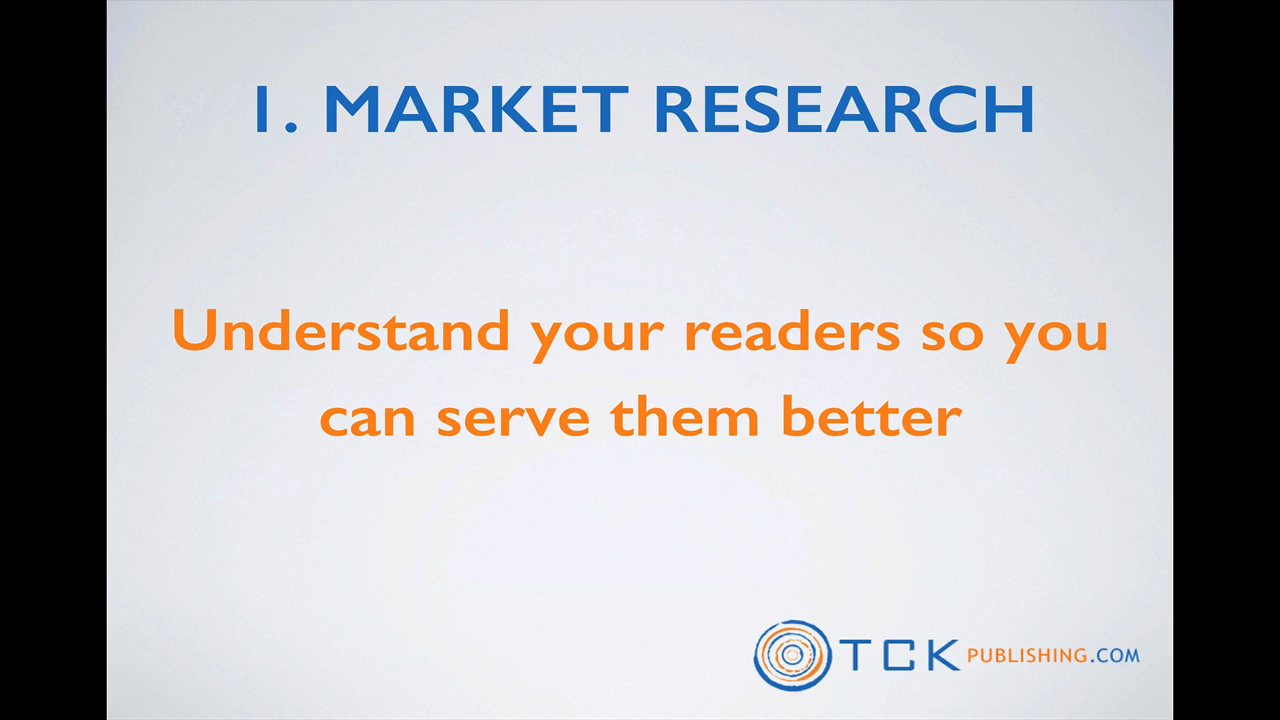 1. MARKET RESEARCH
Understand your readers so you
can serve them better
TCK PUBLISHING.COM